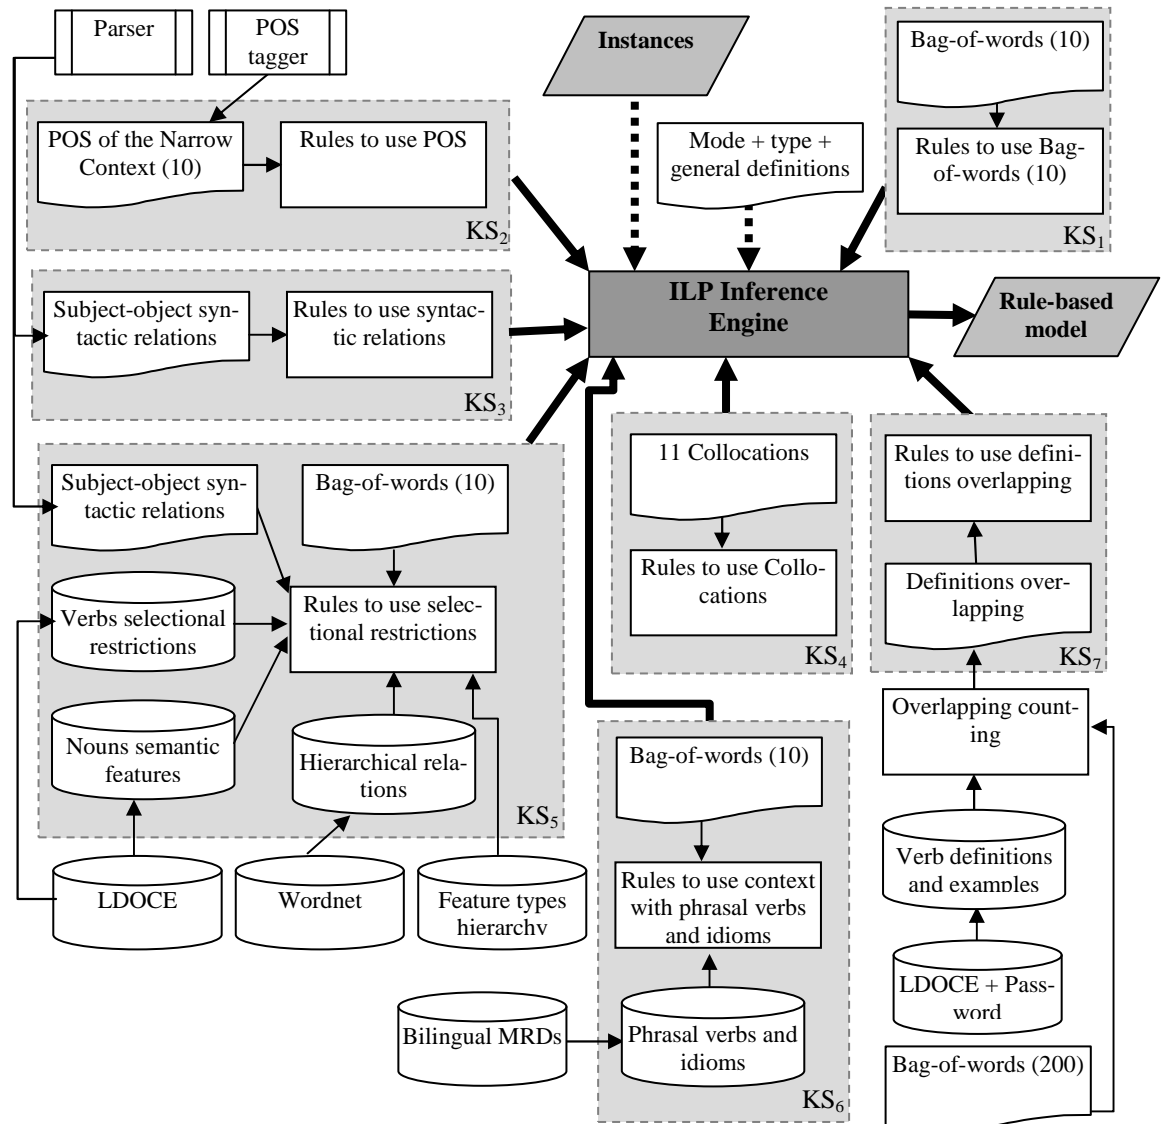 Parser
POS
tagger
Instances
Bag-of-words (10)
POS of the Narrow
Context (10)
Rules to use POS
KS2
Mode + type +
general definitions
Rules to use Bag-
of-words (10)
KS1
Subject-object syn-
tactic relations
Rules to use syntac-
tic relations
KS3
ILP Inference
Engine
Rule-based
model
Subject-object syn-
tactic relations
Bag-of-words (10)
Verbs selectional
restrictions
Rules to use selec-
tional restrictions
Nouns semantic
features
Hierarchical rela-
tions
KS5
11 Collocations
Rules to use Collo-
cations
KS4
Rules to use defini-
tions overlapping
Definitions over-
lapping
KS7
Overlapping count-
ing
Verb definitions
and examples
LDOCE + Pass-
word
Bag-of-words (200)
LDOCE
Wordnet
Feature types
hierarchy
Bag-of-words (10)
Rules to use context
with phrasal verbs
and idioms
Bilingual MRDs
Phrasal verbs and
idioms
KS6